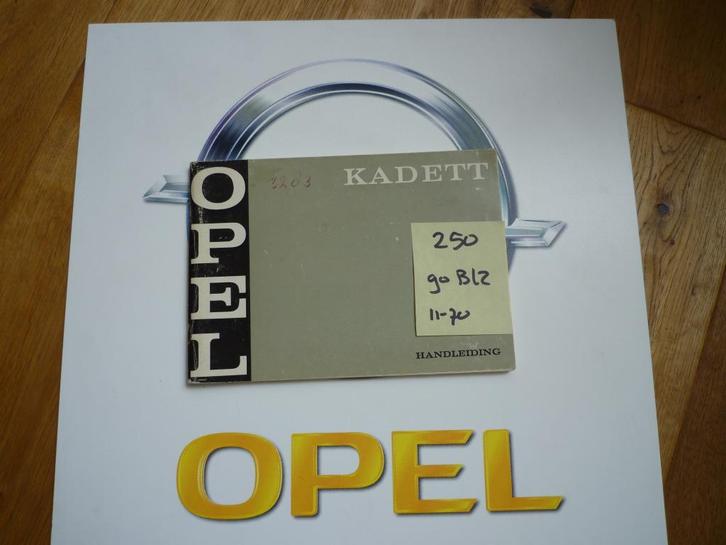 OPEL
3203
KADETT
250
90 Blz
11-70
HANDLEIDING
OPEL